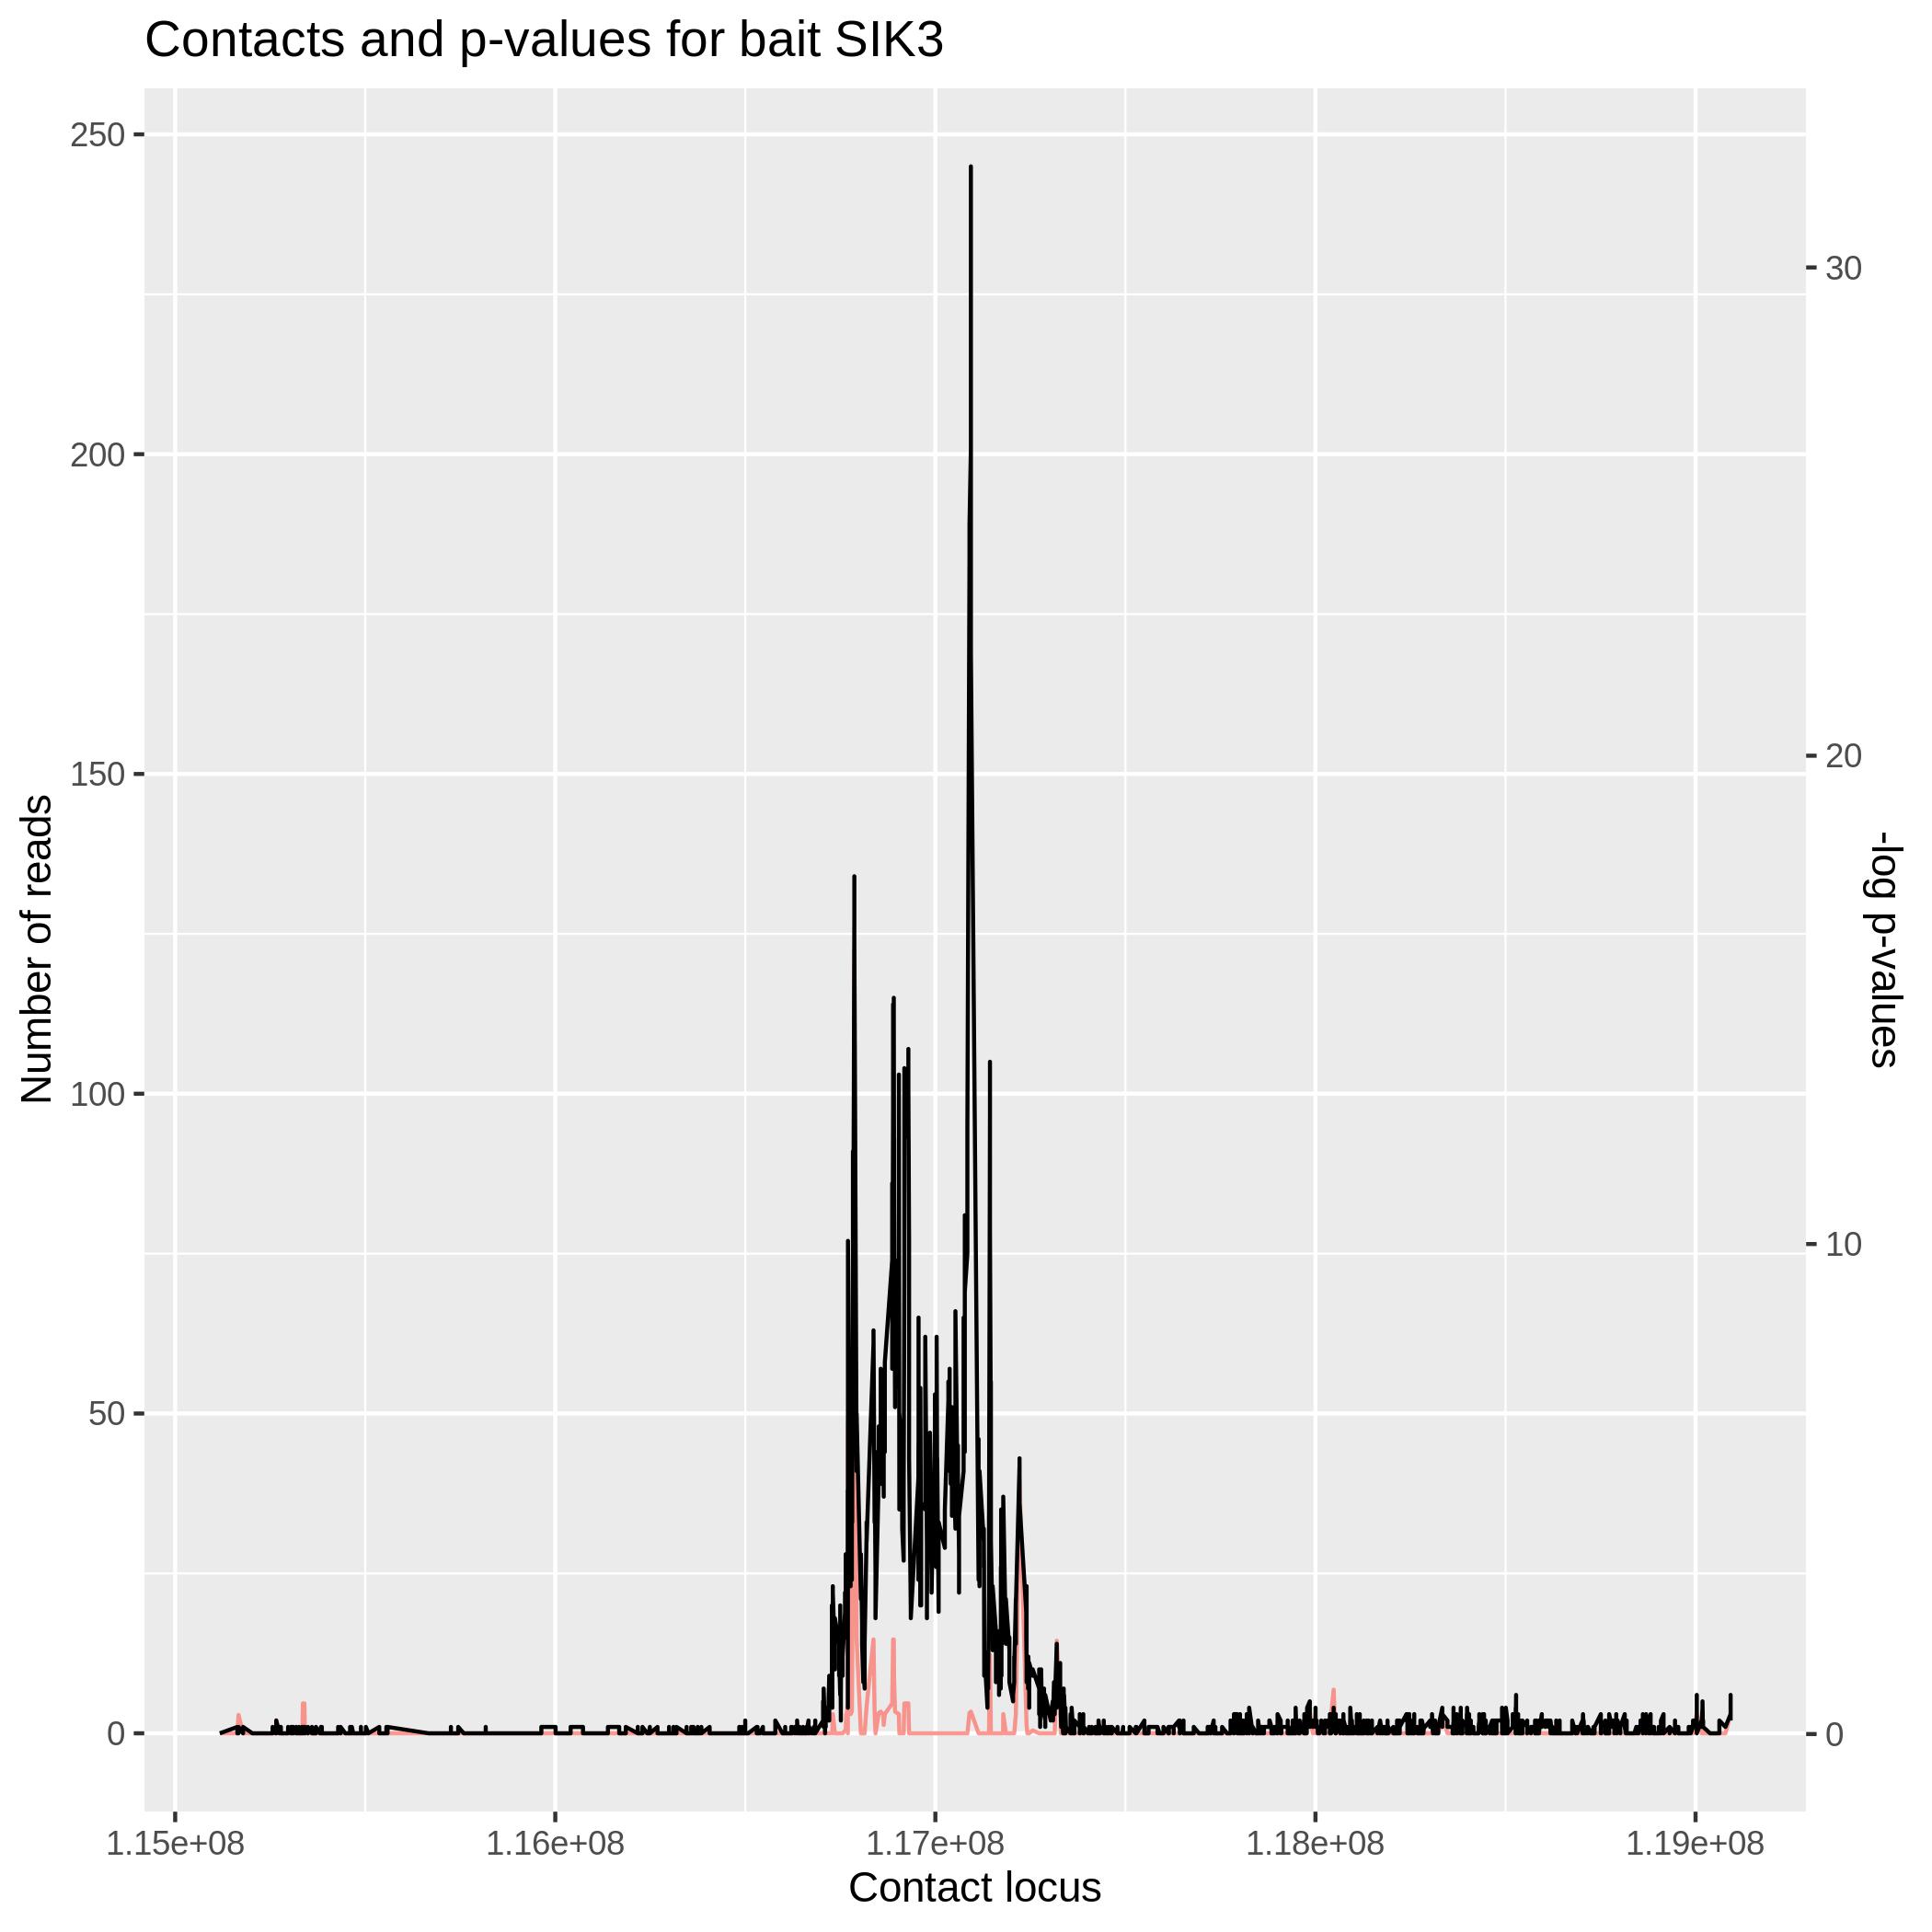 Contacts and p-values for bait SIK3
250
200
150
100
50
0
Number of reads
30
20
10
0
-log p-values
1.15e+08
1.16e+08
1.17e+08
1.18e+08
1.19e+08
Contact locus